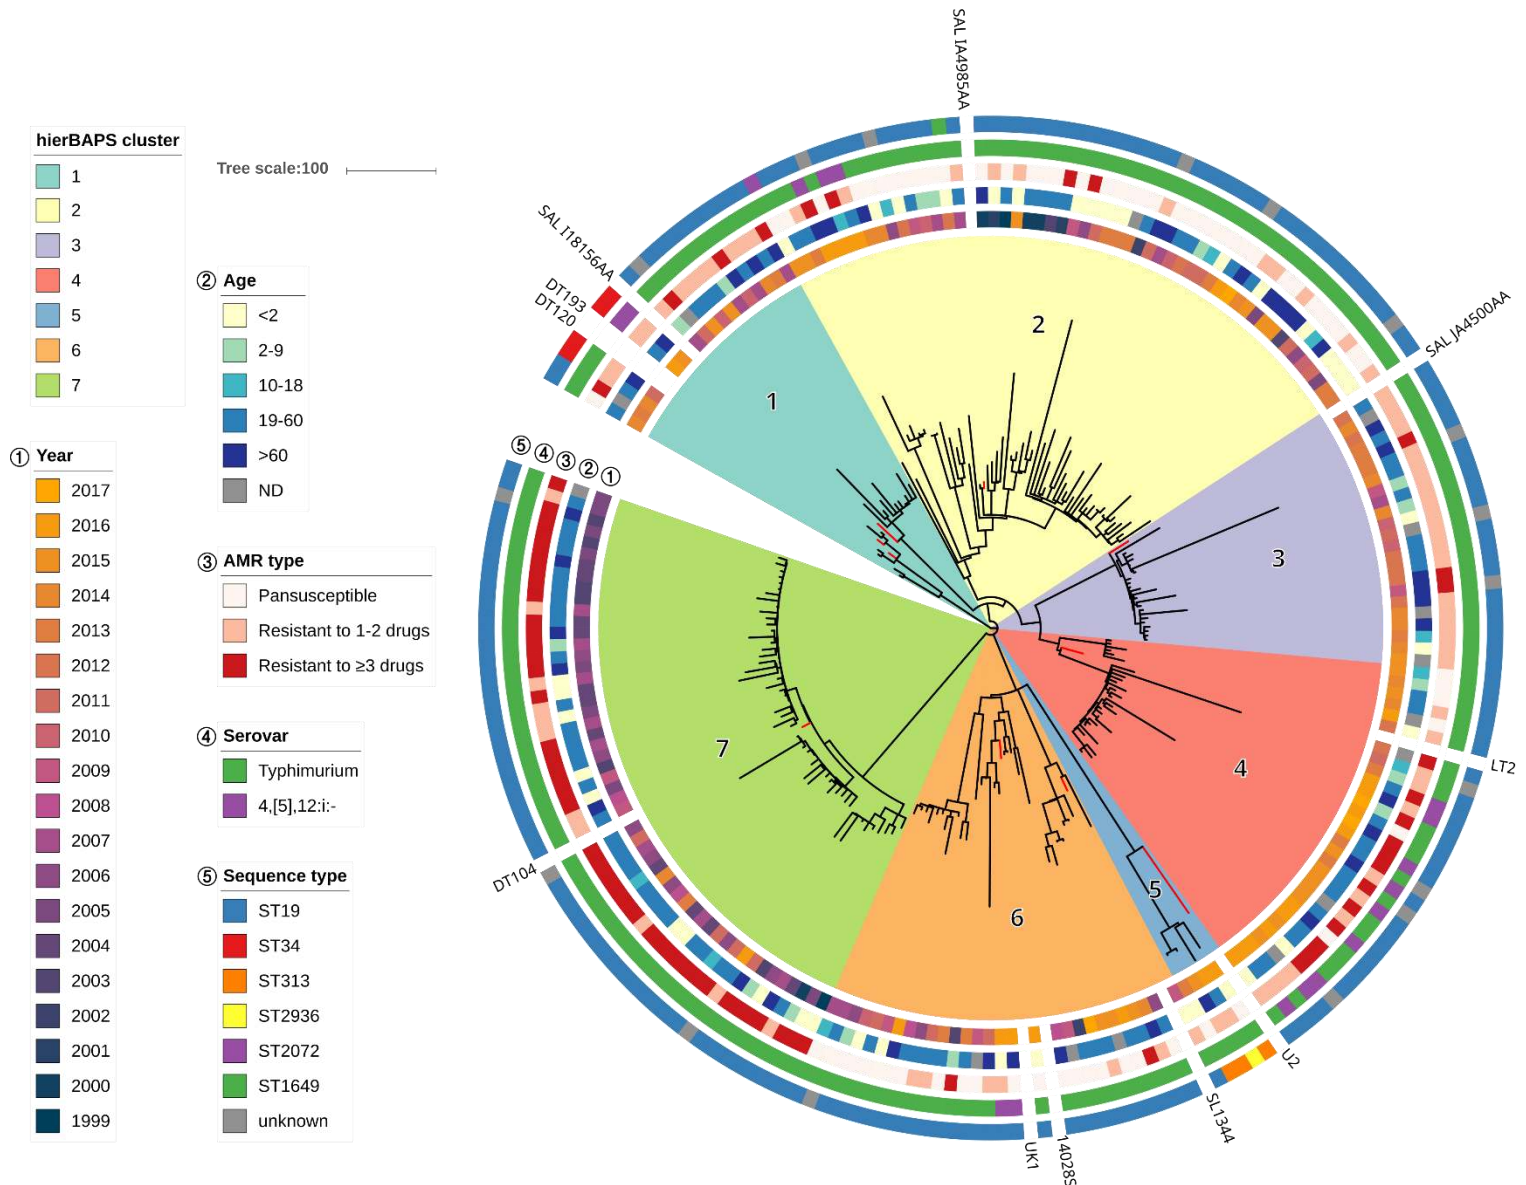 hierBAPS cluster
1
2
3
4
5
6
7
Tree scale:100
① Year
2017
2016
2015
2014
2013
2012
2011
2010
2009
2008
2007
2006
2005
2004
2003
2002
2001
2000
1999
② Age
<2
2-9
10-18
19-60
>60
ND
③ AMR type
Pansusceptible
Resistant to 1-2 drugs
Resistant to ≥3 drugs
④ Serovar
Typhimurium
4,[5],12:i:-
⑤ Sequence type
ST19
ST34
ST313
ST2936
ST2072
ST1649
unknown
SAL IA4985AA
SAL I18156AA
DT193
DT120
SAL JA4500AA
LT2
U2
SL1344
14028S
UK1
DT104
⑤ ④ ③ ② ①
1
2
3
4
5
6
7